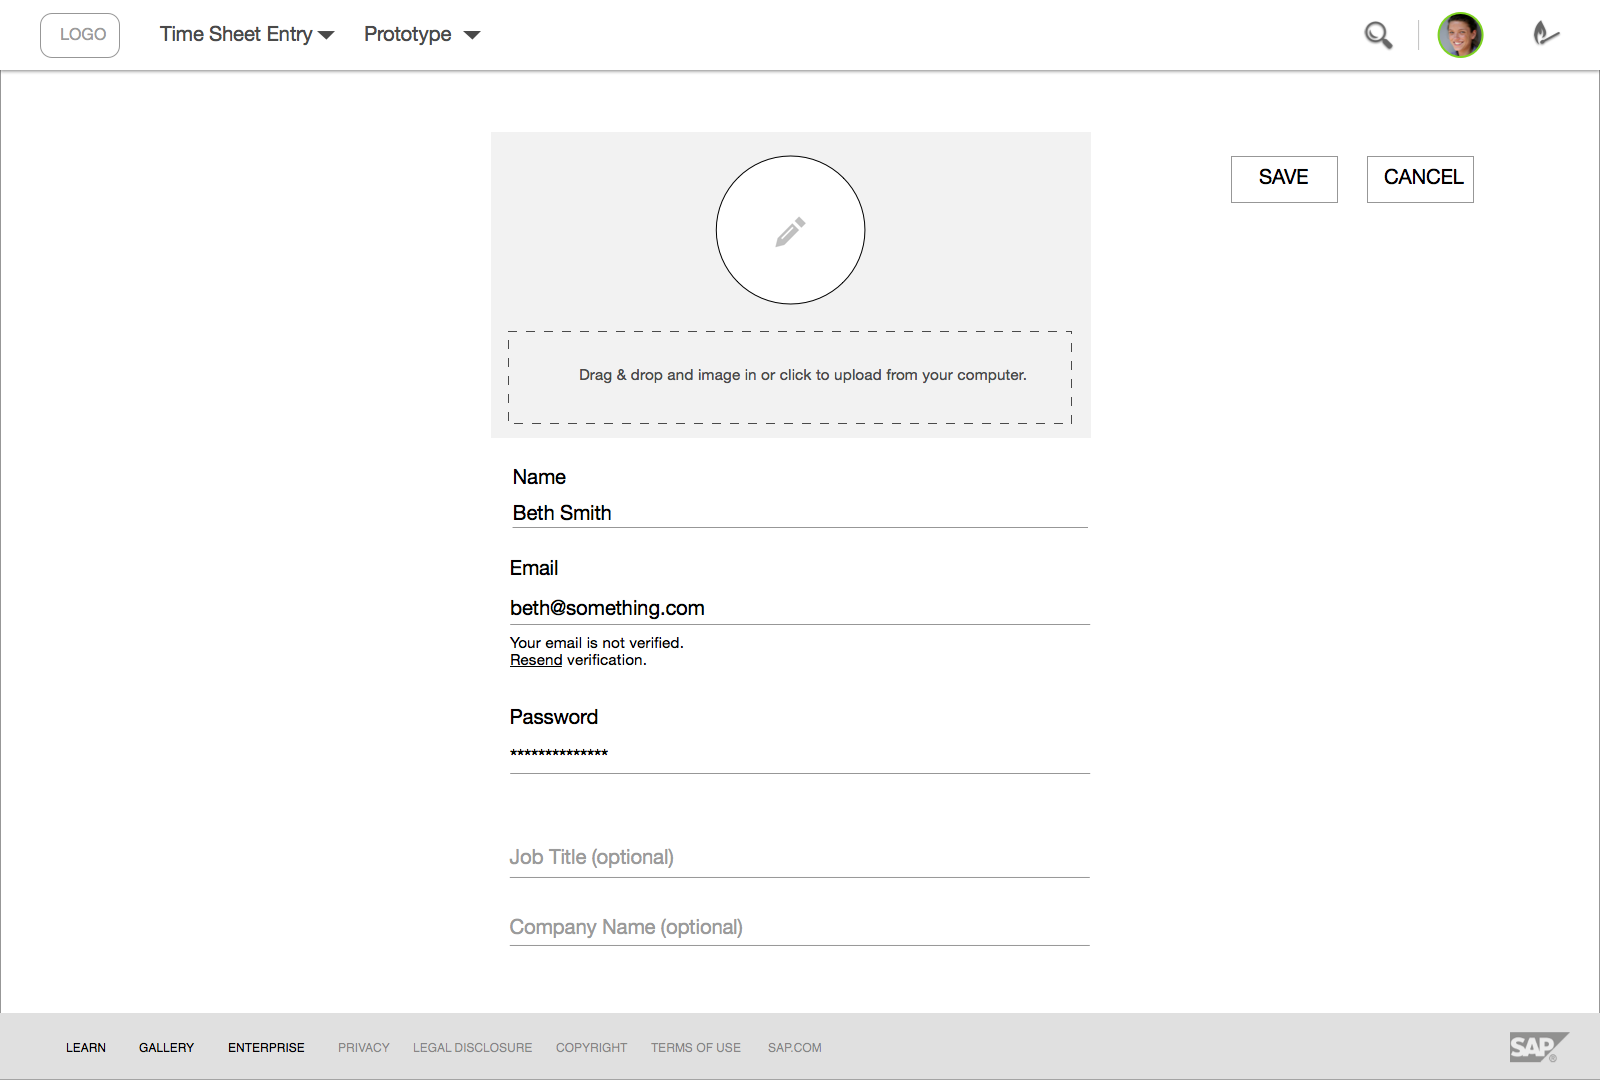 LOGO
Time Sheet Entry
Prototype
SAVE
CANCEL
Drag & drop and image in or click to upload from your computer.
Name
Beth Smith
Email
beth@something.com
Your email is not verified.
Resend verification.
Password
**************
Job Title (optional)
Company Name (optional)
LEARN
GALLERY
ENTERPRISE
PRIVACY
LEGAL DISCLOSURE
COPYRIGHT
TERMS OF USE
SAP.COM
SAP®